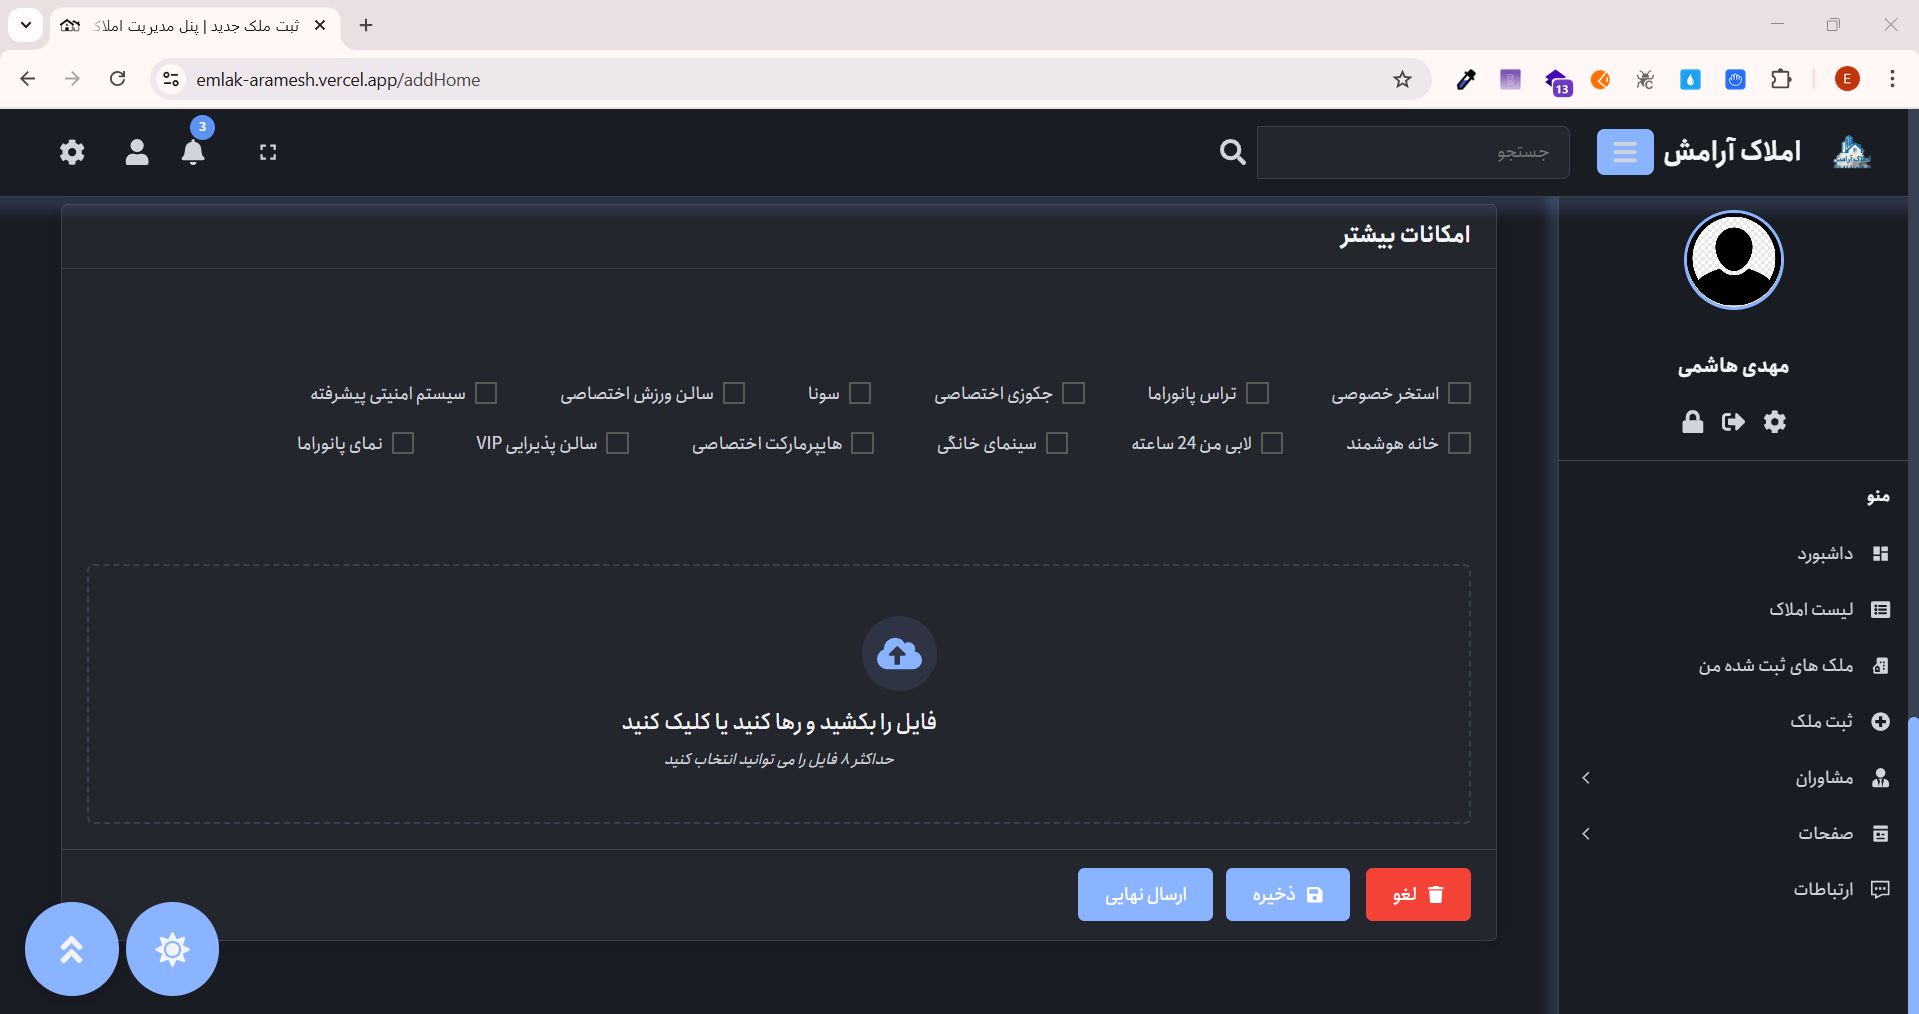 ثبت ملک جدید | پنل مدیریت املاک
emlak-aramesh.vercel.app/addHome
13
E
املاک آرامش
جستجو
3
مهدی هاشمی
منو
داشبورد
لیست املاک
ملک های ثبت شده من
ثبت ملک
مشاوران
صفحات
ارتباطات
امکانات بیشتر
استخر خصوصی تراس پانوراما جکوزی اختصاصی سونا سالن ورزش اختصاصی سیستم امنیتی پیشرفته
خانه هوشمند لابی من 24 ساعته سینمای خانگی هایپرمارکت اختصاصی سالن پذیرایی VIP نمای پانوراما
فایل را بکشید و رها کنید یا کلیک کنید
حداکثر ۸ فایل را می توانید انتخاب کنید
لغو ذخیره ارسال نهایی